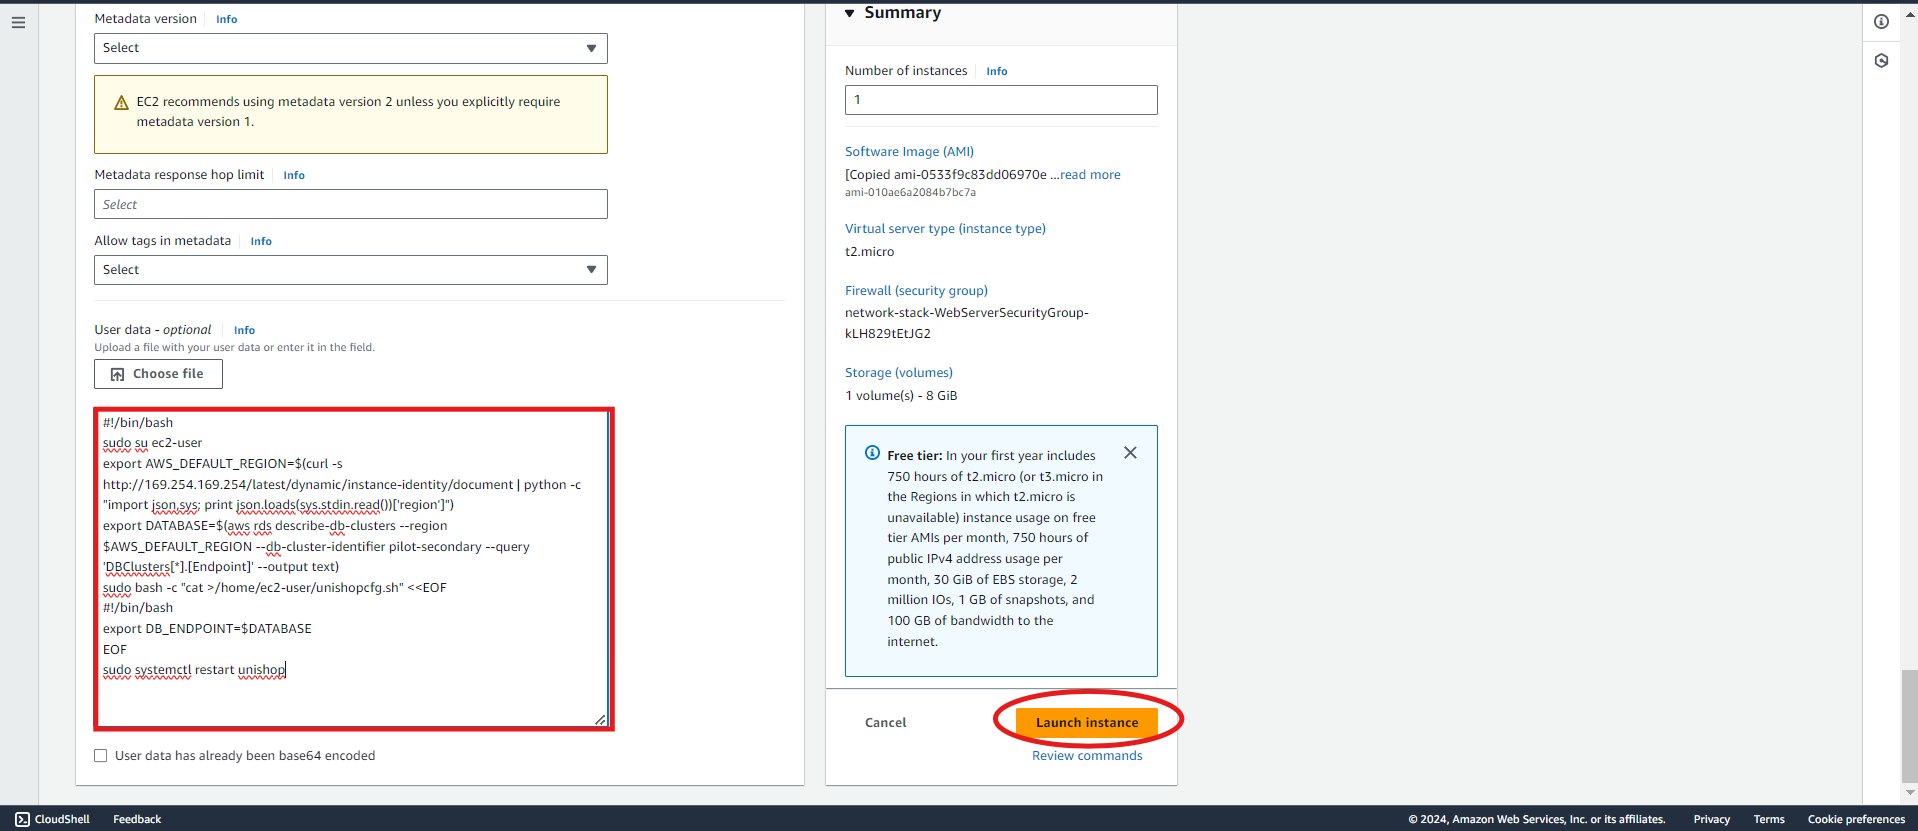 Metadata version Info
Select
EC2 recommends using metadata version 2 unless you explicitly require
metadata version 1.
Metadata response hop limit Info
Select
Allow tags in metadata Info
Select
User data - optional Info
Upload a file with your user data or enter it in the field.
Choose file
#!/bin/bash
sudo su ec2-user
export AWS_DEFAULT_REGION=$(curl -s
http://169.254.169.254/latest/dynamic/instance-identity/document | python -c
"import json,sys; print json.loads(sys.stdin.read())['region']")
export DATABASE=$(aws rds describe-db-clusters --region
$AWS_DEFAULT_REGION --db-cluster-identifier pilot-secondary --query
'DBClusters[*].[Endpoint]' --output text)
sudo bash -c "cat >/home/ec2-user/unishopcfg.sh" <<EOF
#!/bin/bash
export DB_ENDPOINT=$DATABASE
EOF
sudo systemctl restart unishop
User data has already been base64 encoded
Summary
Number of instances Info
1
Software Image (AMI)
[Copied ami-0533f9c83dd06970e ...read more
ami-010ae6a2084b7bc7a
Virtual server type (instance type)
t2.micro
Firewall (security group)
network-stack-WebServerSecurityGroup-
kLH829tEtJG2
Storage (volumes)
1 volume(s) - 8 GiB
Free tier: In your first year includes
750 hours of t2.micro (or t3.micro in
the Regions in which t2.micro is
unavailable) instance usage on free
tier AMIs per month, 750 hours of
public IPv4 address usage per
month, 30 GiB of EBS storage, 2
million IOs, 1 GB of snapshots, and
100 GB of bandwidth to the
internet.
Cancel
Launch instance
Review commands
CloudShell Feedback
© 2024, Amazon Web Services, Inc. or its affiliates. Privacy Terms Cookie preferences